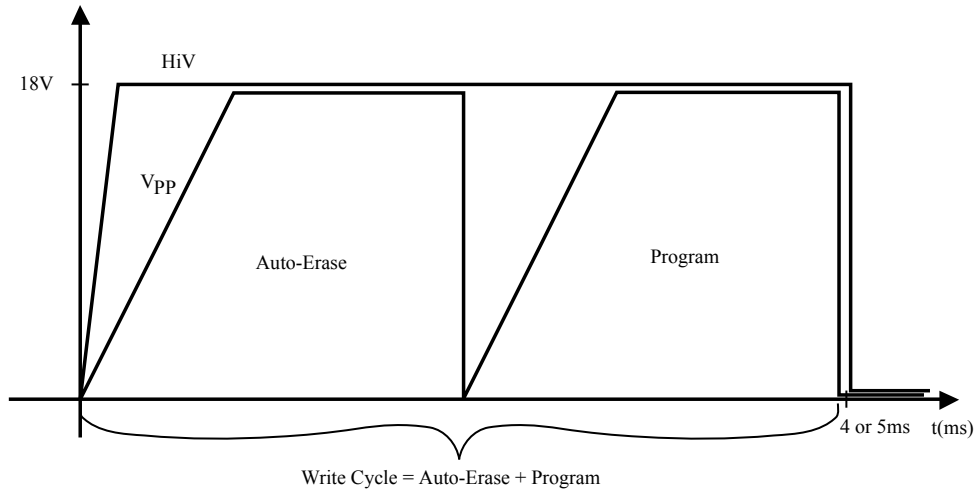 HiV
18V
VPP
Auto-Erase
Program
4 or 5ms
t(ms)
Write Cycle = Auto-Erase + Program